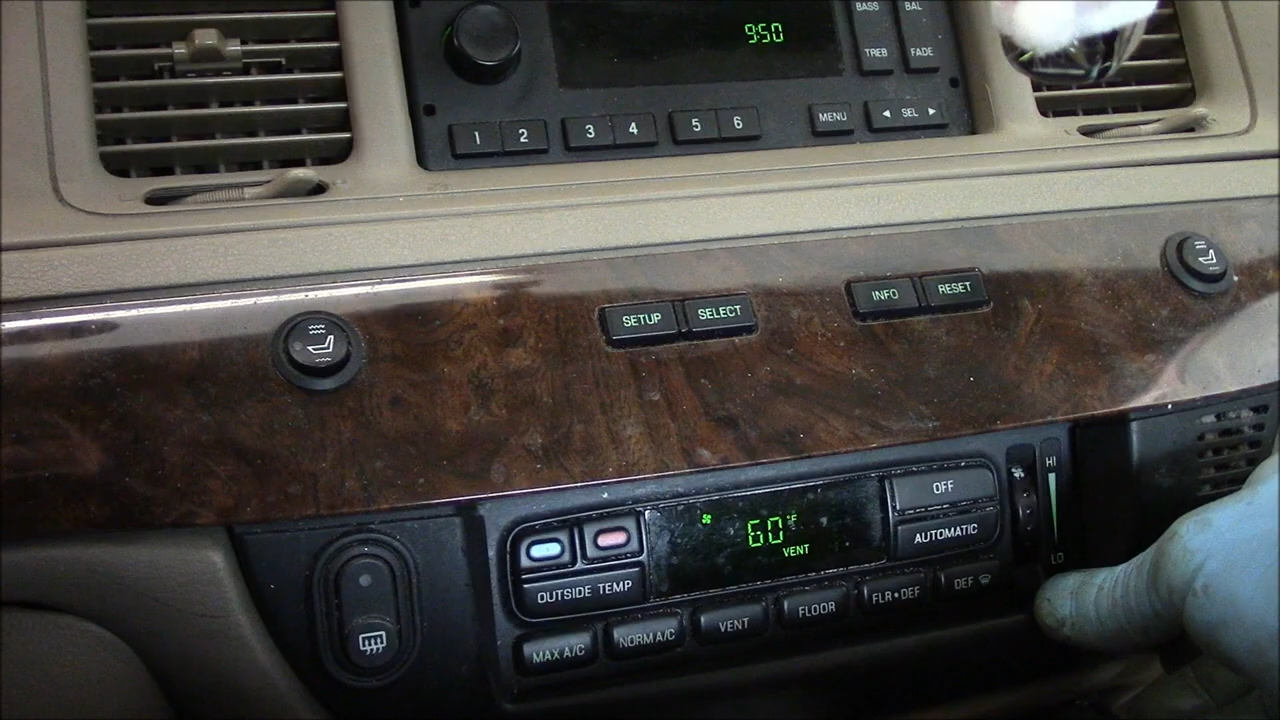 BASS BAL
9:50
TREB FADE
1 2 3 4 5 6 MENU SEL
SETUP SELECT INFO RESET
HI
OFF
60°F
VENT
AUTOMATIC
LO
OUTSIDE TEMP
MAX A/C NORM A/C VENT FLOOR FLR•DEF DEF